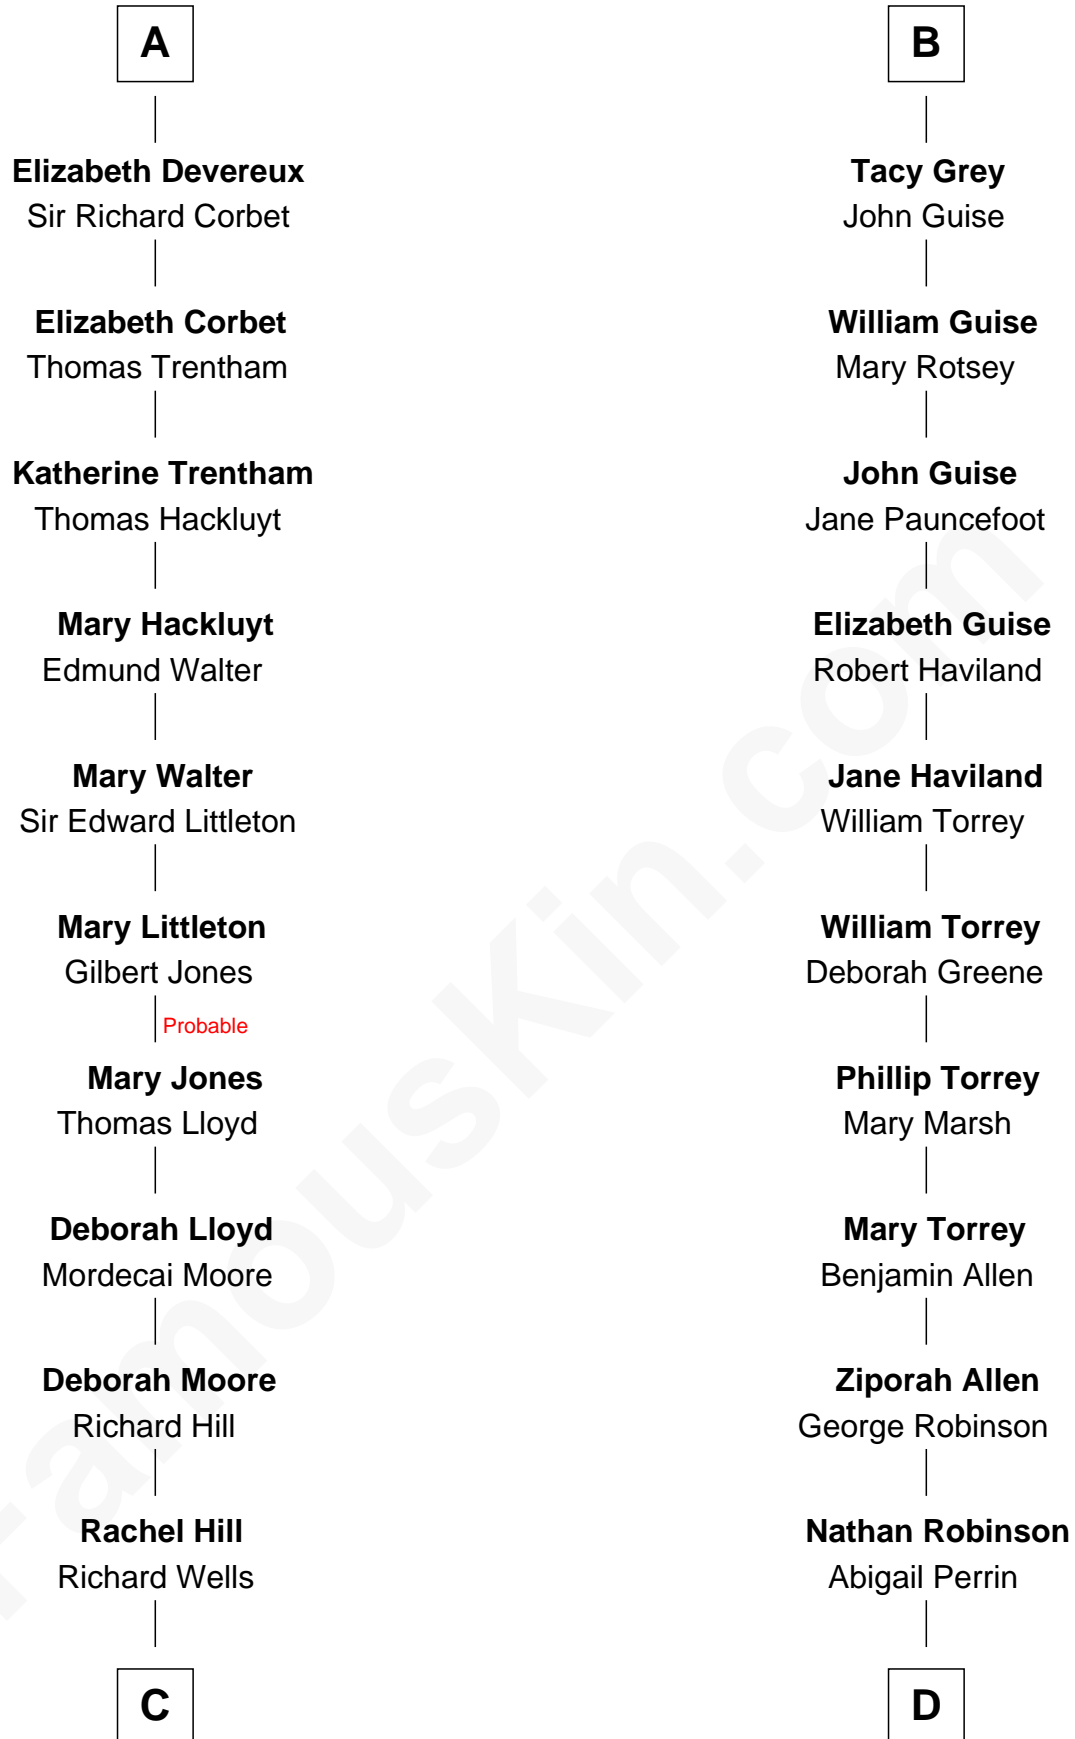 A
Elizabeth Devereux
Sir Richard Corbet
Elizabeth Corbet
Thomas Trentham
Katherine Trentham
Thomas Hackluyt
Mary Hackluyt
Edmund Walter
Mary Walter
Sir Edward Littleton
Mary Littleton
Gilbert Jones
Probable
Mary Jones
Thomas Lloyd
Deborah Lloyd
Mordecai Moore
Deborah Moore
Richard Hill
Rachel Hill
Richard Wells
C
B
Tacy Grey
John Guise
William Guise
Mary Rotsey
John Guise
Jane Pauncefoot
Elizabeth Guise
Robert Haviland
Jane Haviland
William Torrey
William Torrey
Deborah Greene
Phillip Torrey
Mary Marsh
Mary Torrey
Benjamin Allen
Ziporah Allen
George Robinson
Nathan Robinson
Abigail Perrin
D
FamousKin.com